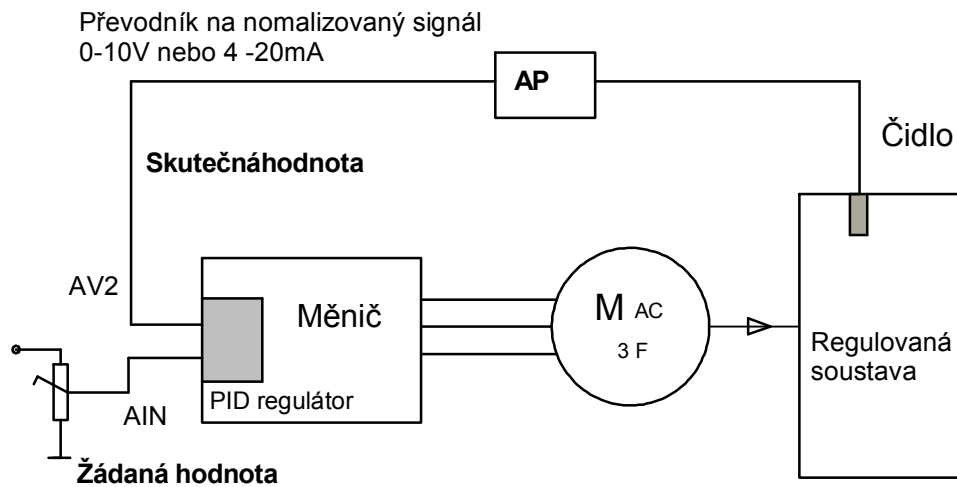 Převodník na nomalizovaný signál
0-10V nebo 4 -20mA
AP
Čidlo
Skutečnáhodnota
AV2
Měnič
M AC
3 F
Regulovaná
soustava
PID regulátor
AIN
Žádaná hodnota